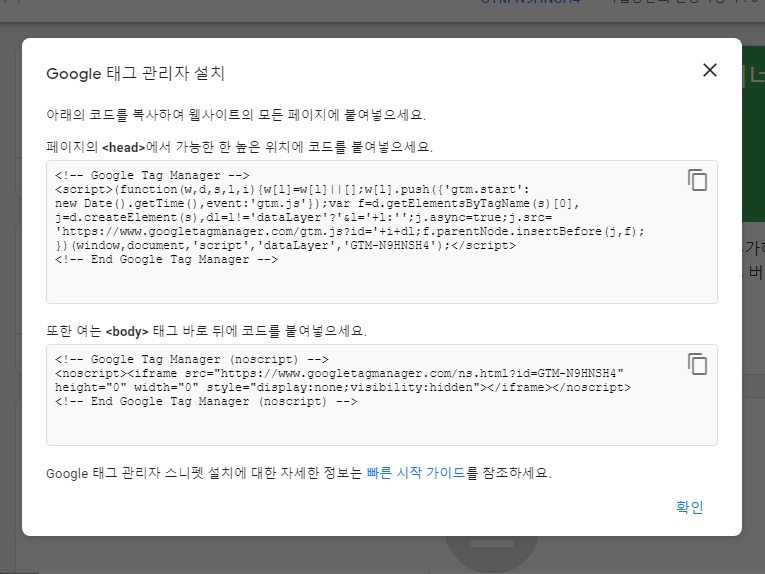 GTM-N9HNSH4
Google 태그 관리자 설치
아래의 코드를 복사하여 웹사이트의 모든 페이지에 붙여넣으세요.
페이지의 <head>에서 가능한 한 높은 위치에 코드를 붙여넣으세요.
<!-- Google Tag Manager -->
<script>(function(w,d,s,l,i){w[l]=w[l]||[];w[l].push({'gtm.start':
new Date().getTime(),event:'gtm.js'});var f=d.getElementsByTagName(s)[0],
j=d.createElement(s),dl=l!='dataLayer'?'&l='+l:'';j.async=true;j.src=
'https://www.googletagmanager.com/gtm.js?id='+i+dl;f.parentNode.insertBefore(j,f);
})(window,document,'script','dataLayer','GTM-N9HNSH4');</script>
<!-- End Google Tag Manager -->
또한 여는 <body> 태그 바로 뒤에 코드를 붙여넣으세요.
<!-- Google Tag Manager (noscript) -->
<noscript><iframe src="https://www.googletagmanager.com/ns.html?id=GTM-N9HNSH4"
height="0" width="0" style="display:none;visibility:hidden"></iframe></noscript>
<!-- End Google Tag Manager (noscript) -->
Google 태그 관리자 스니펫 설치에 대한 자세한 정보는 빠른 시작 가이드를 참조하세요.
확인